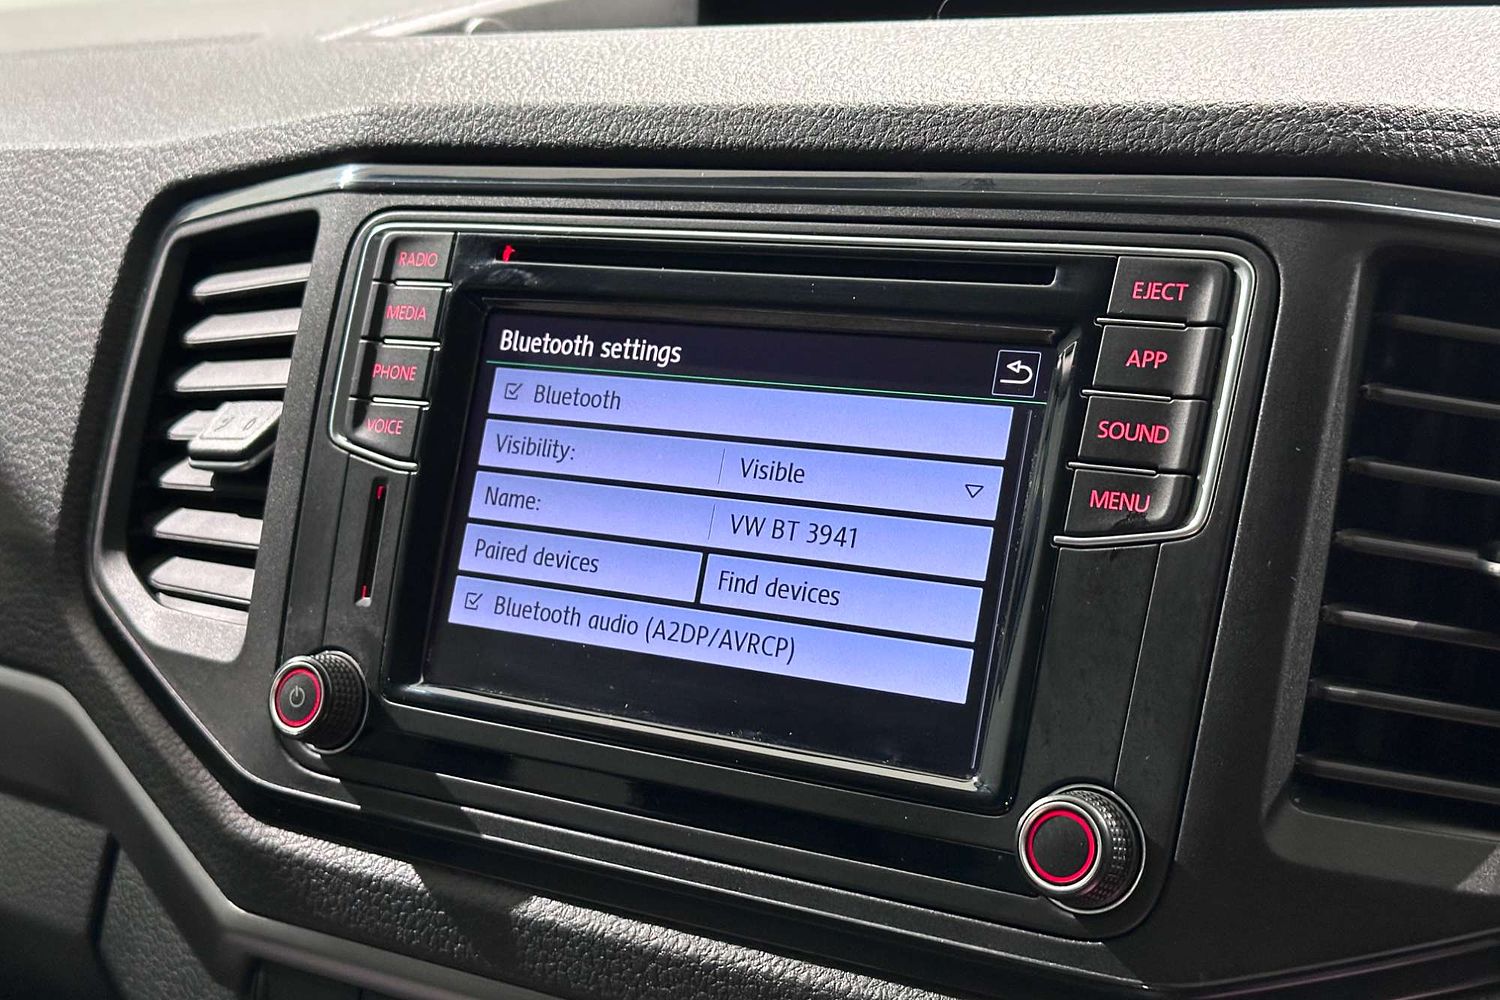 RADIO
MEDIA
PHONE
VOICE
Bluetooth settings
Bluetooth
Visibility: Visible
Name: VW BT 3941
Paired devices Find devices
Bluetooth audio (A2DP/AVRCP)
EJECT
APP
SOUND
MENU